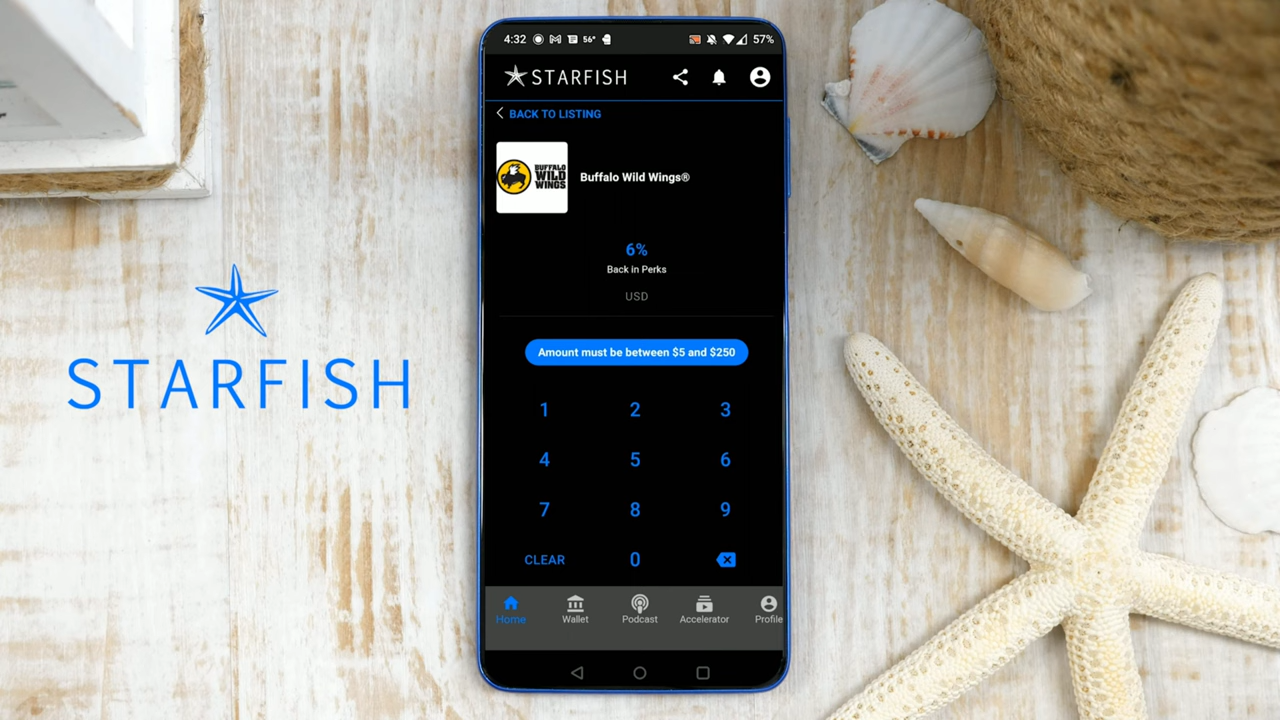 STARFISH
4:32
56°
57%
STARFISH
BACK TO LISTING
BUFFALO
WILD
WINGS
Buffalo Wild Wings®
6%
Back in Perks
USD
Amount must be between $5 and $250
1 2 3
4 5 6
7 8 9
CLEAR 0
Home Wallet Podcast Accelerator Profile